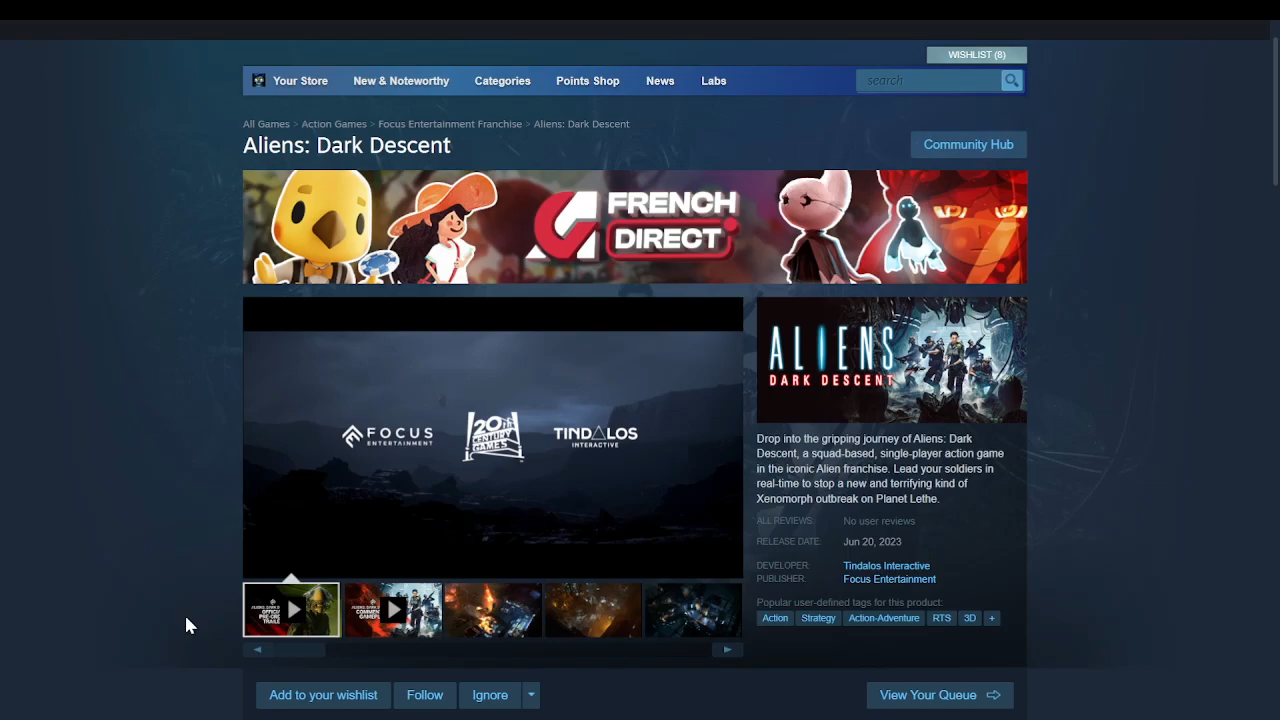 WISHLIST (8)
Your Store
New & Noteworthy
Categories
Points Shop
News
Labs
search
All Games > Action Games > Focus Entertainment Franchise > Aliens: Dark Descent
Aliens: Dark Descent
Community Hub
FRENCH
DIRECT
FOCUS
ENTERTAINMENT
20th
CENTURY
GAMES
TINDALOS
INTERACTIVE
ALIENS
DARK DESCENT
Drop into the gripping journey of Aliens: Dark
Descent, a squad-based, single-player action game
in the iconic Alien franchise. Lead your soldiers in
real-time to stop a new and terrifying kind of
Xenomorph outbreak on Planet Lethe.
ALL REVIEWS: No user reviews
RELEASE DATE: Jun 20, 2023
DEVELOPER: Tindalos Interactive
PUBLISHER: Focus Entertainment
Popular user-defined tags for this product:
Action Strategy Action-Adventure RTS 3D +
Add to your wishlist
Follow
Ignore
View Your Queue